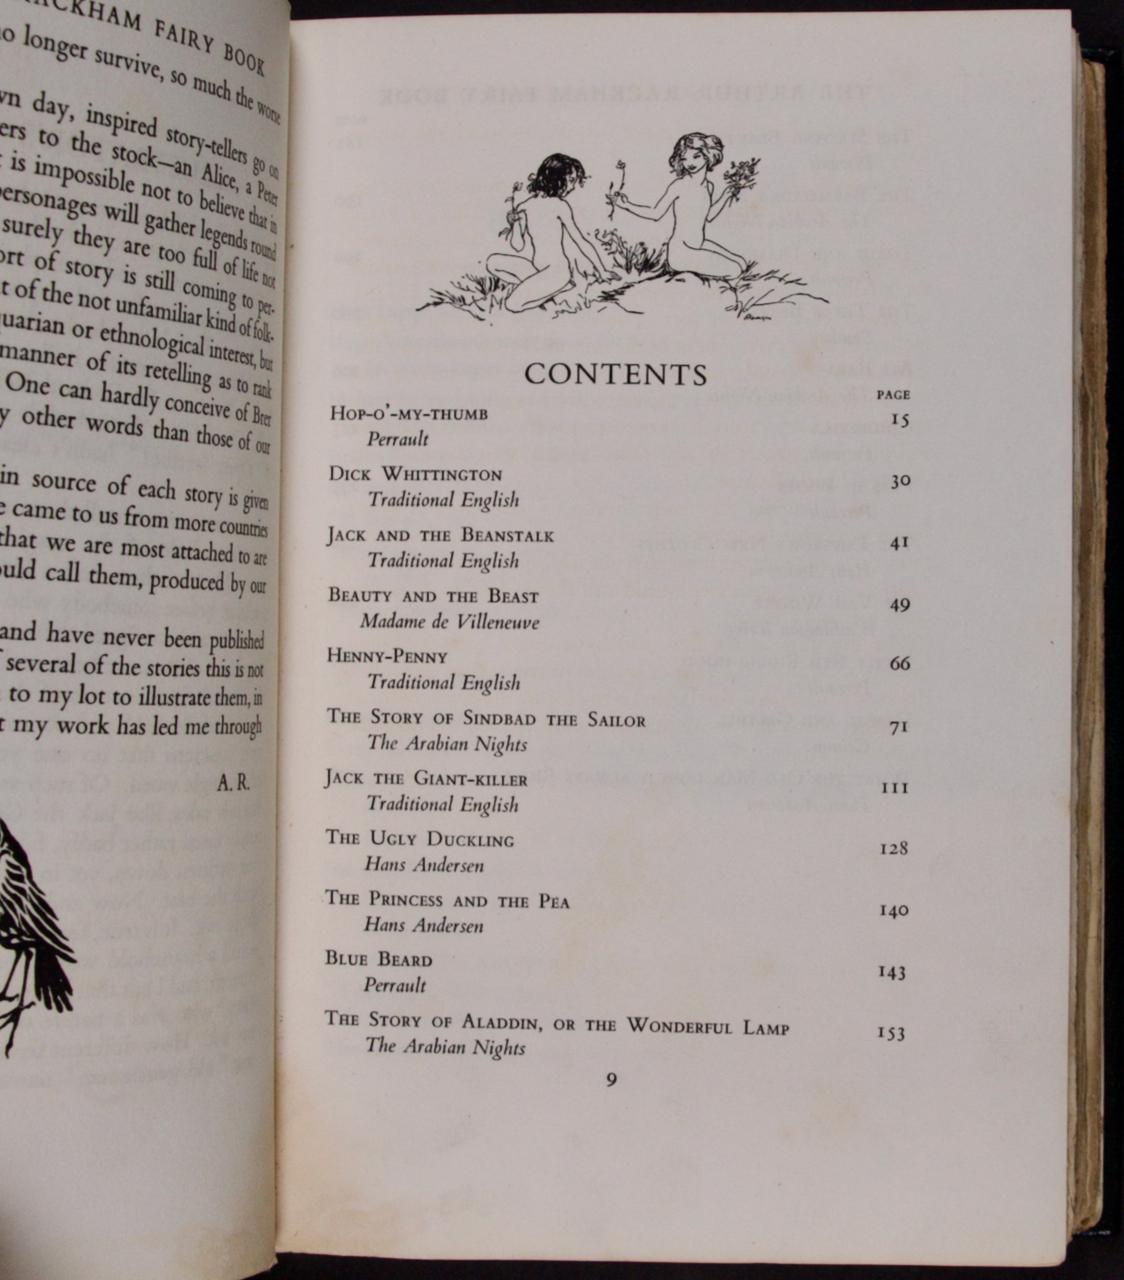 RACKHAM FAIRY BOOK
no longer survive, so much the worse
day, inspired story-tellers go on
to the stock—an Alice, a Peter
is impossible not to believe that in
personages will gather legends round
surely they are too full of life not
of story is still coming to per-
of the not unfamiliar kind of folk-
or ethnological interest, but
manner of its retelling as to rank
One can hardly conceive of Brer
other words than those of our
source of each story is given
came to us from more countries
that we are most attached to are
call them, produced by our
and have never been published
several of the stories this is not
to my lot to illustrate them, in
my work has led me through
A. R.
CONTENTS
PAGE
Hop-o'-my-thumb 15
Perrault
Dick Whittington 30
Traditional English
Jack and the Beanstalk 41
Traditional English
Beauty and the Beast 49
Madame de Villeneuve
Henny-Penny 66
Traditional English
The Story of Sindbad the Sailor 71
The Arabian Nights
Jack the Giant-killer 111
Traditional English
The Ugly Duckling 128
Hans Andersen
The Princess and the Pea 140
Hans Andersen
Blue Beard 143
Perrault
The Story of Aladdin, or the Wonderful Lamp 153
The Arabian Nights
9